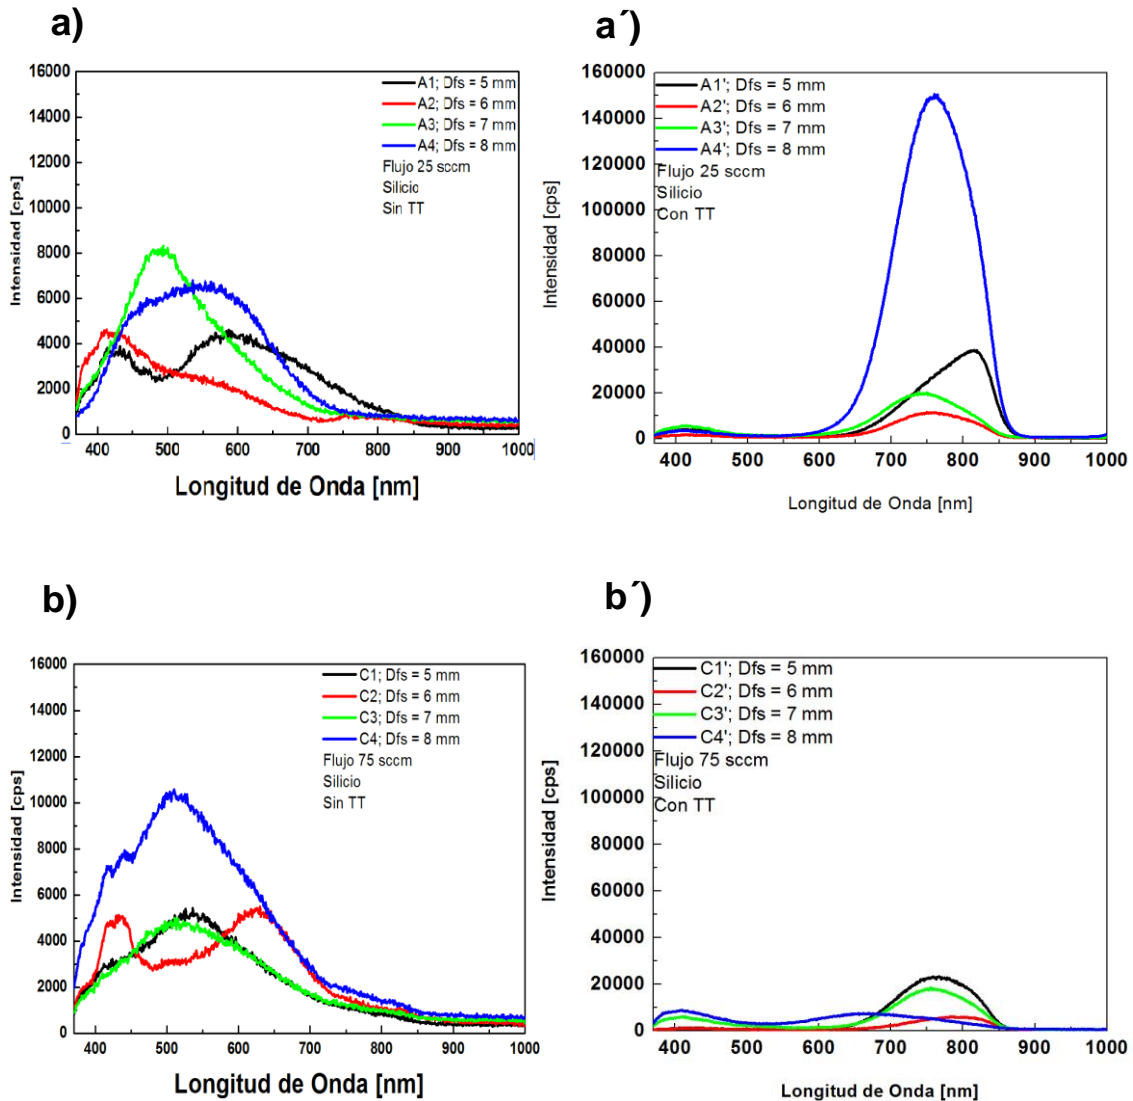 a)
16000
14000
12000
10000
8000
6000
4000
2000
0
Intensidad [cps]
A1; Dfs = 5 mm
A2; Dfs = 6 mm
A3; Dfs = 7 mm
A4; Dfs = 8 mm
Flujo 25 sccm
Silicio
Sin TT
400 500 600 700 800 900 1000
Longitud de Onda [nm]
a´)
160000
140000
120000
100000
80000
60000
40000
20000
0
Intensidad [cps]
A1'; Dfs = 5 mm
A2'; Dfs = 6 mm
A3'; Dfs = 7 mm
A4'; Dfs = 8 mm
Flujo 25 sccm
Silicio
Con TT
400 500 600 700 800 900 1000
Longitud de Onda [nm]
b)
16000
14000
12000
10000
8000
6000
4000
2000
0
Intensidad [cps]
C1; Dfs = 5 mm
C2; Dfs = 6 mm
C3; Dfs = 7 mm
C4; Dfs = 8 mm
Flujo 75 sccm
Silicio
Sin TT
400 500 600 700 800 900 1000
Longitud de Onda [nm]
b´)
160000
140000
120000
100000
80000
60000
40000
20000
0
Intensidad [cps]
C1'; Dfs = 5 mm
C2'; Dfs = 6 mm
C3'; Dfs = 7 mm
C4'; Dfs = 8 mm
Flujo 75 sccm
Silicio
Con TT
400 500 600 700 800 900 1000
Longitud de Onda [nm]